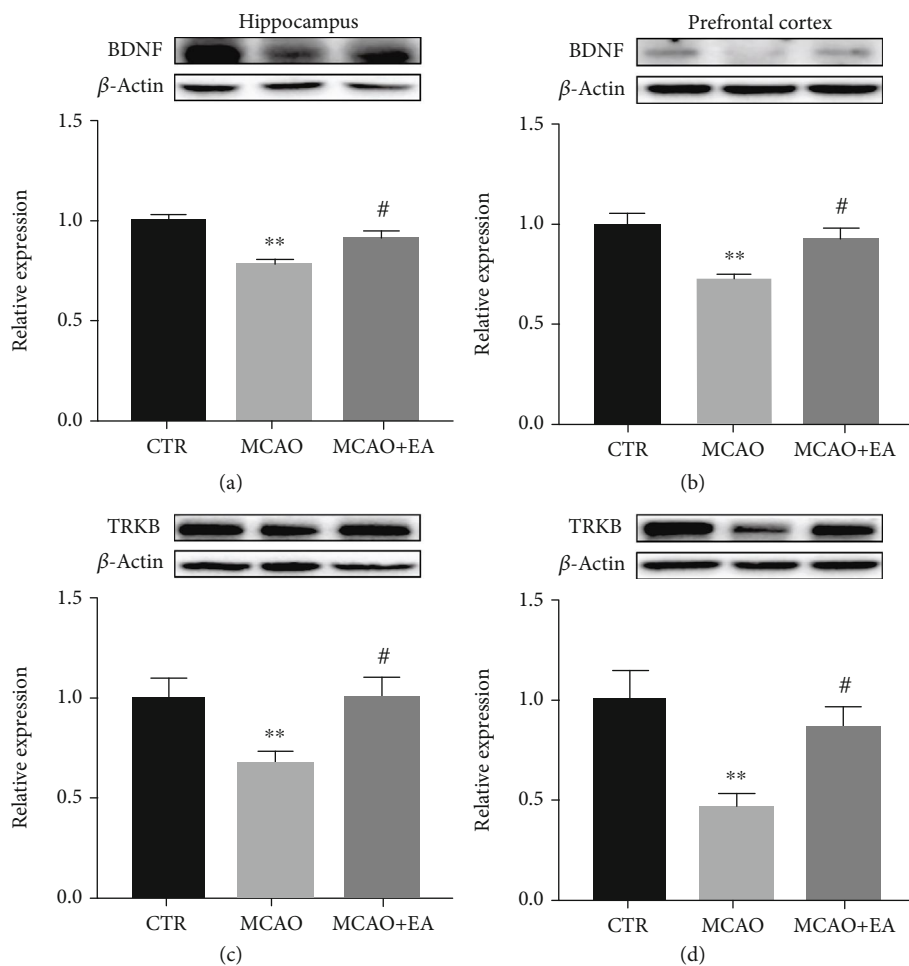 Hippocampus
BDNF
β-Actin
1.5
1.0
0.5
0.0
Relative expression
**
#
CTR MCAO MCAO+EA
(a)
Prefrontal cortex
BDNF
β-Actin
1.5
1.0
0.5
0.0
Relative expression
**
#
CTR MCAO MCAO+EA
(b)
TRKB
β-Actin
1.5
1.0
0.5
0.0
Relative expression
**
#
CTR MCAO MCAO+EA
(c)
TRKB
β-Actin
1.5
1.0
0.5
0.0
Relative expression
**
#
CTR MCAO MCAO+EA
(d)